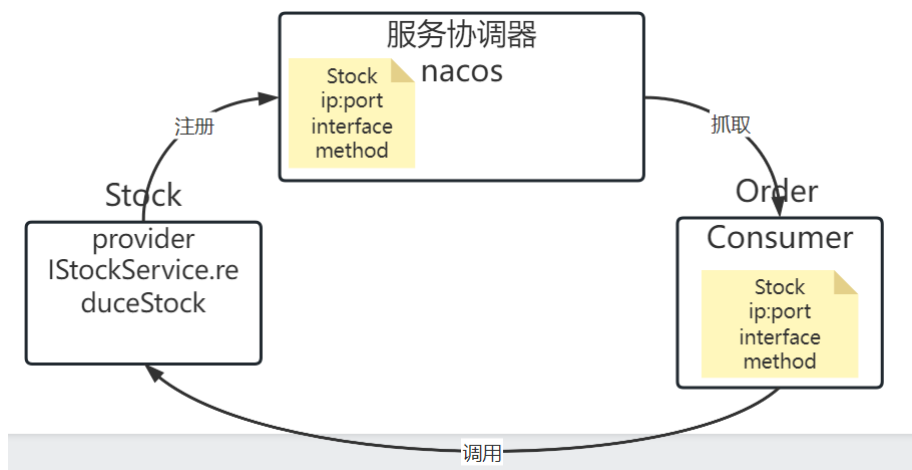 服务协调器
nacos
Stock
ip:port
interface
method
注册
抓取
Stock
provider
IStockService.re
duceStock
Order
Consumer
Stock
ip:port
interface
method
调用